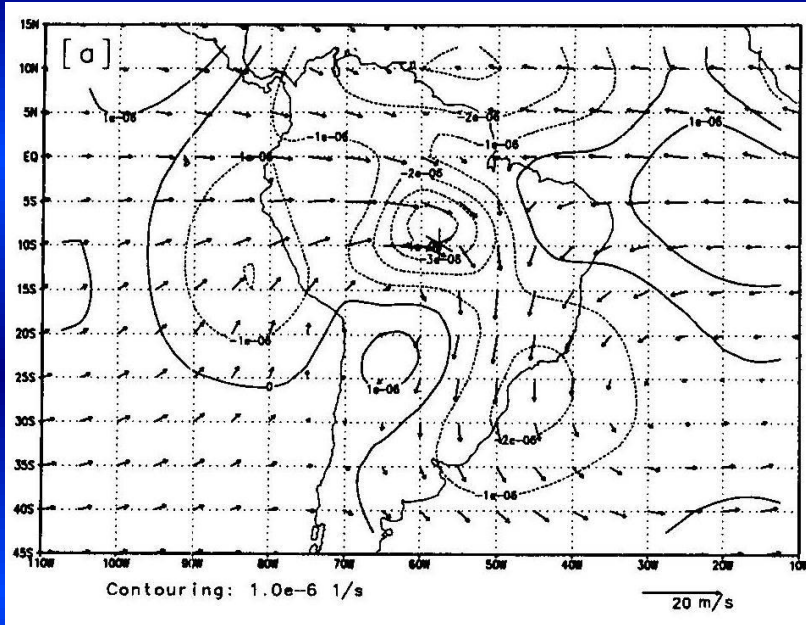 15N
[a]
10N
5N
1e-06
-2e-06
1e-06
-1e-06
-1e-06
EQ
-1e-06
-2e-06
5S
10S
-3e-06
15S
20S
-1e-06
25S
0
1e-06
30S
-2e-06
35S
-1e-06
40S
45S
110W 100W 90W 80W 70W 60W 50W 40W 30W 20W 10W
Contouring: 1.0e-6 1/s
20 m/s